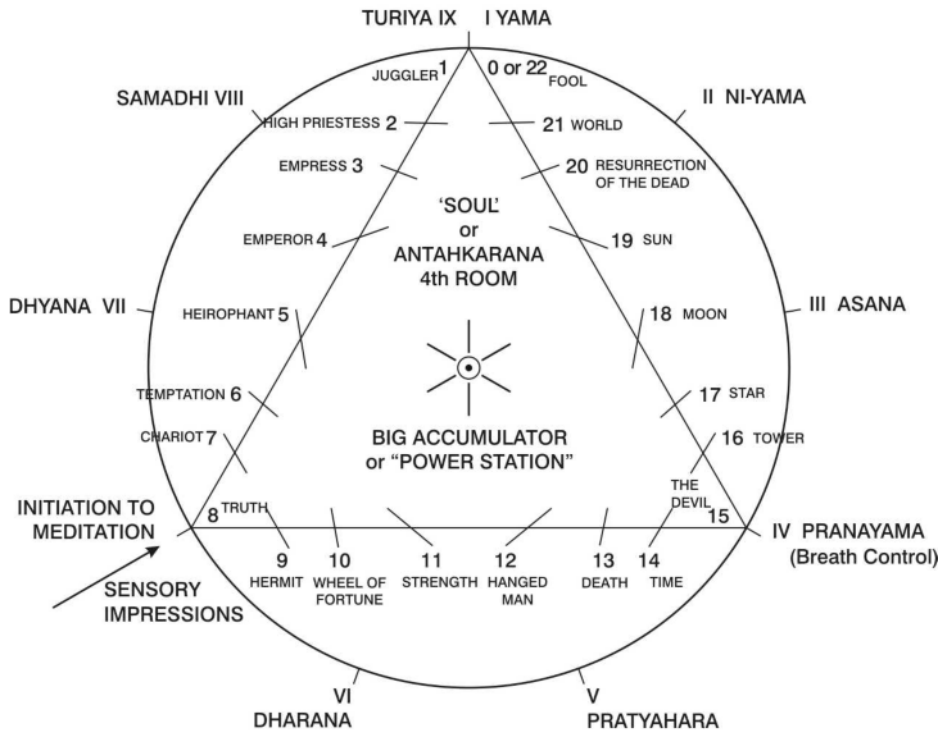 TURIYA IX I YAMA
JUGGLER 1 0 or 22 FOOL
SAMADHI VIII II NI-YAMA
HIGH PRIESTESS 2 21 WORLD
EMPRESS 3 20 RESURRECTION
OF THE DEAD
'SOUL'
or
ANTAHKARANA
4th ROOM
EMPEROR 4 19 SUN
DHYANA VII III ASANA
HEIROPHANT 5 18 MOON
TEMPTATION 6 17 STAR
CHARIOT 7 16 TOWER
BIG ACCUMULATOR
or "POWER STATION"
INITIATION TO
MEDITATION
8 TRUTH
THE
DEVIL
15
IV PRANAYAMA
(Breath Control)
SENSORY
IMPRESSIONS
9
HERMIT
10
WHEEL OF
FORTUNE
11
STRENGTH
12
HANGED
MAN
13
DEATH
14
TIME
VI
DHARANA
V
PRATYAHARA